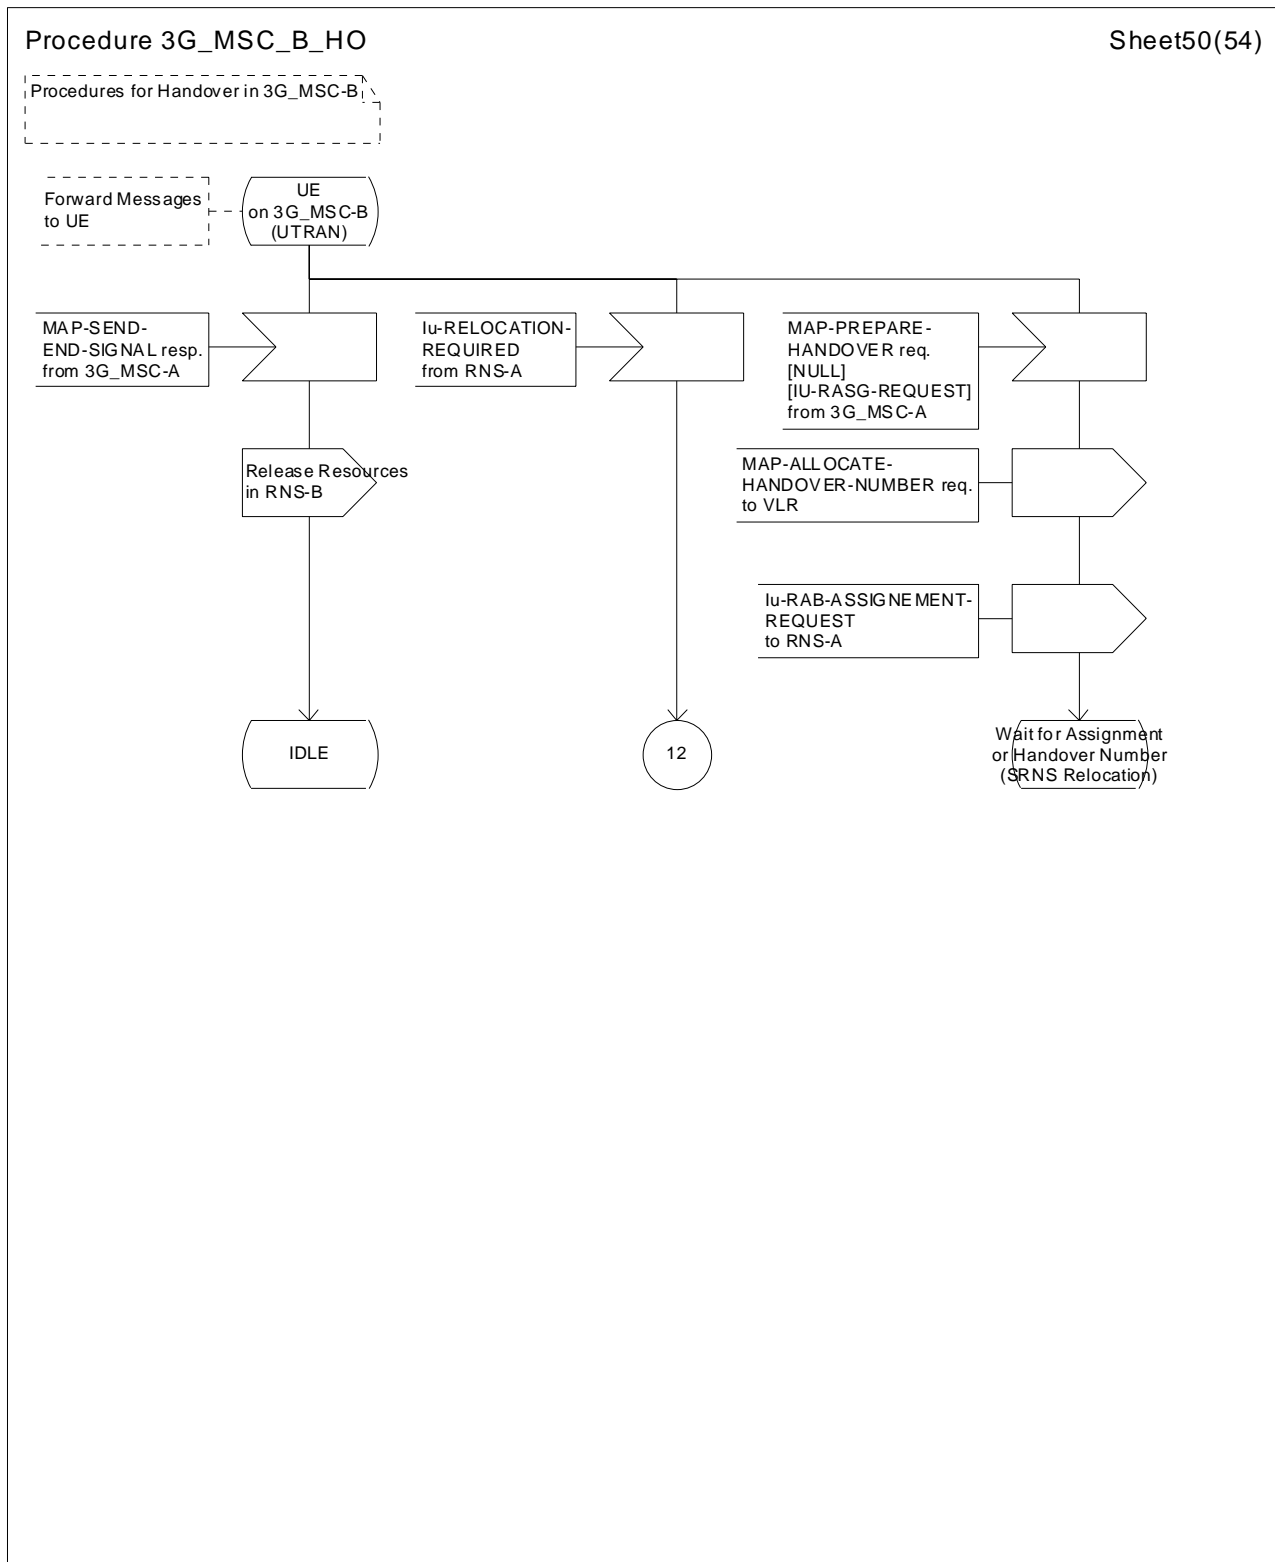 Procedure 3G_MSC_B_HO
Sheet50(54)
Procedures for Handover in 3G_MSC-B
Forward Messages
to UE
UE
on 3G_MSC-B
(UTRAN)
MAP-SEND-
END-SIGNAL resp.
from 3G_MSC-A
Iu-RELOCATION-
REQUIRED
from RNS-A
MAP-PREPARE-
HANDOVER req.
[NULL]
[IU-RASG-REQUEST]
from 3G_MSC-A
Release Resources
in RNS-B
MAP-ALLOCATE-
HANDOVER-NUMBER req.
to VLR
Iu-RAB-ASSIGNEMENT-
REQUEST
to RNS-A
IDLE
12
Wait for Assignment
or Handover Number
(SRNS Relocation)